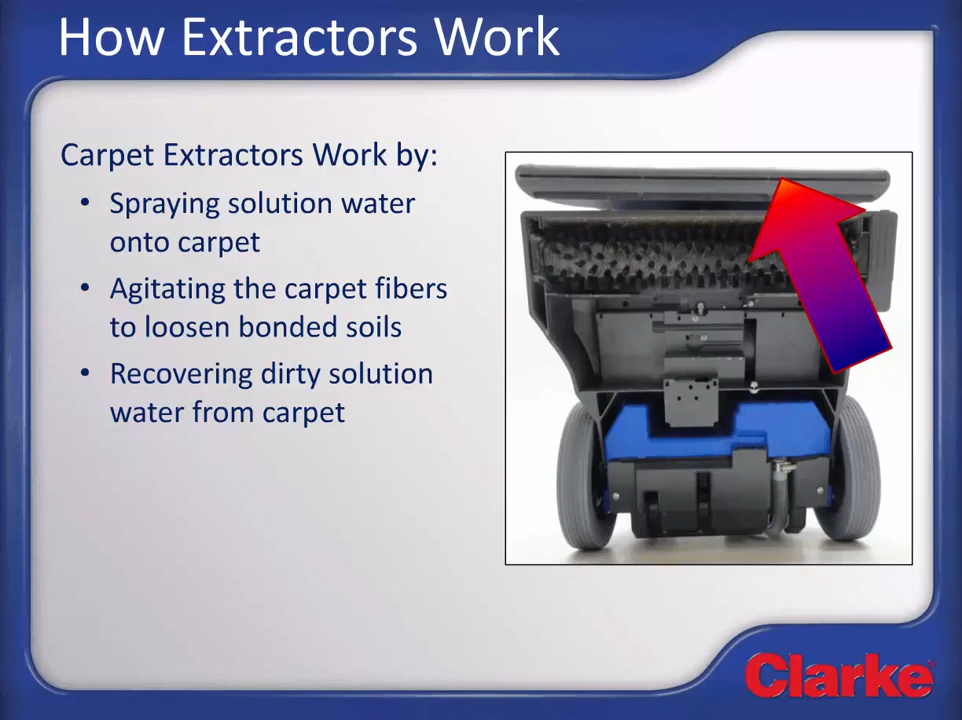 How Extractors Work
Carpet Extractors Work by:
• Spraying solution water
onto carpet
• Agitating the carpet fibers
to loosen bonded soils
• Recovering dirty solution
water from carpet
Clarke